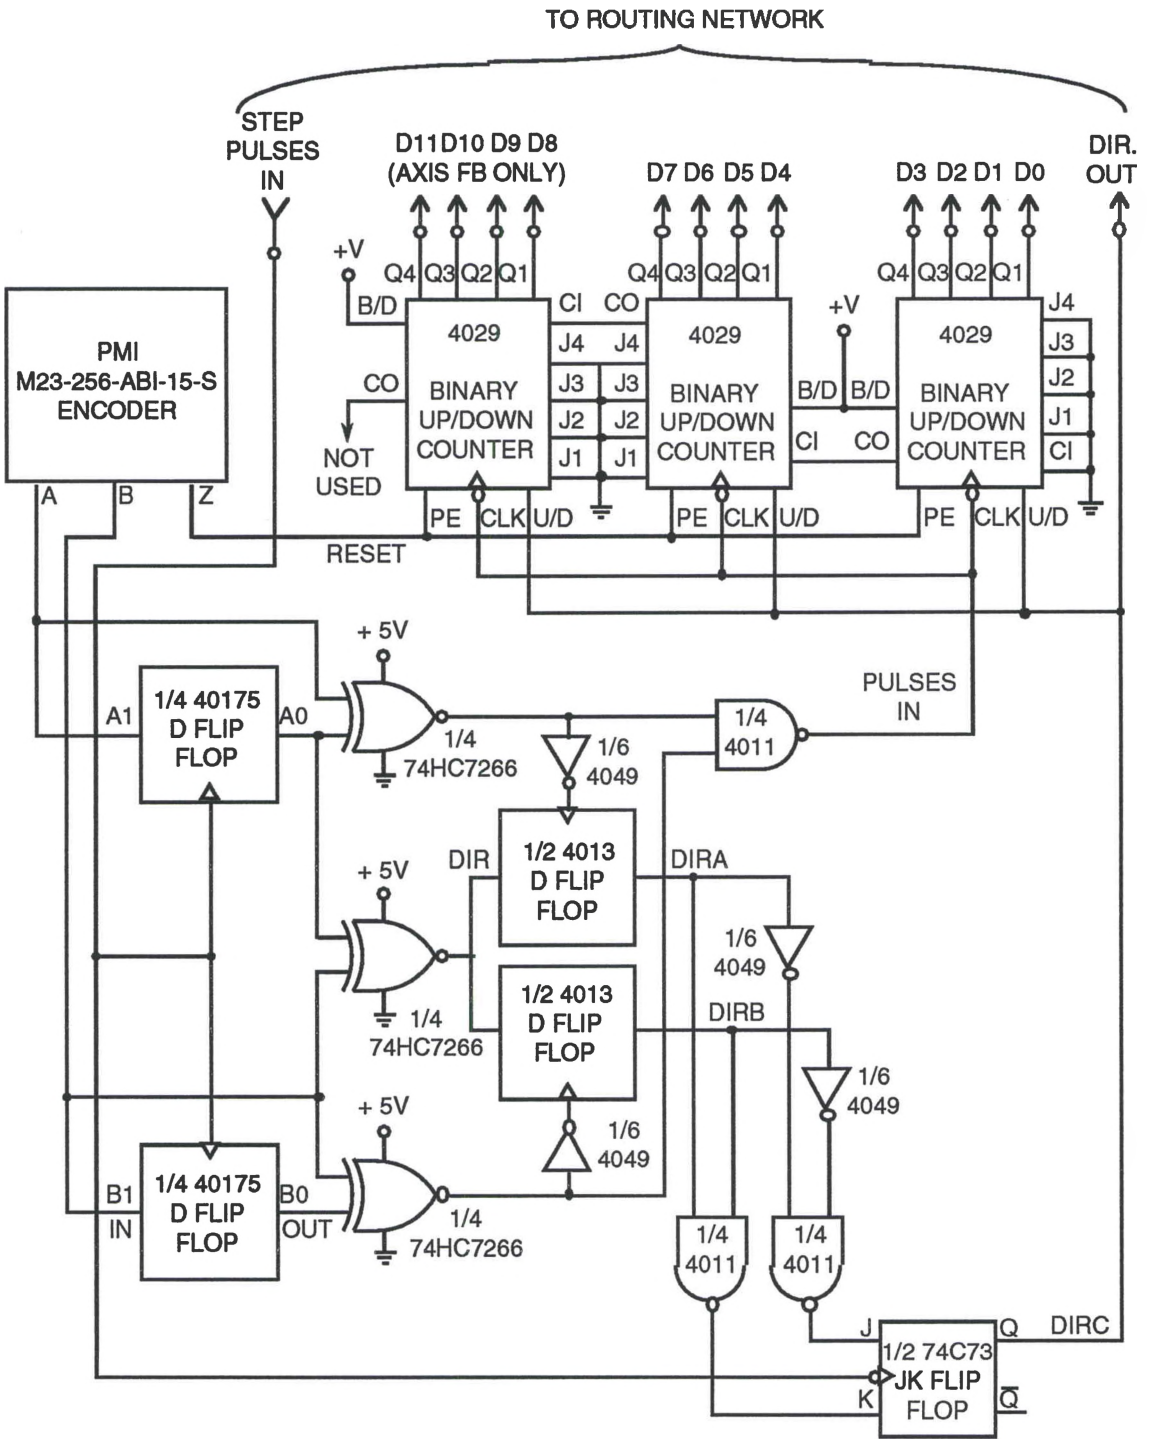 TO ROUTING NETWORK
STEP
PULSES
IN
D11 D10 D9 D8
(AXIS FB ONLY)
D7 D6 D5 D4
D3 D2 D1 D0
DIR.
OUT
+V
Q4 Q3 Q2 Q1
Q4 Q3 Q2 Q1
Q4 Q3 Q2 Q1
B/D
4029
BINARY
UP/DOWN
COUNTER
CI CO
J4 J4
J3 J3
J2 J2
J1 J1
CO
NOT
USED
4029
BINARY
UP/DOWN
COUNTER
+V
B/D B/D
CI CO
4029
BINARY
UP/DOWN
COUNTER
J4
J3
J2
J1
CI
PMI
M23-256-ABI-15-S
ENCODER
A B Z
PE CLK U/D
PE CLK U/D
PE CLK U/D
RESET
+ 5V
PULSES
IN
A1
1/4 40175
D FLIP
FLOP
A0
1/4
74HC7266
1/6
4049
1/4
4011
+ 5V
DIR
1/2 4013
D FLIP
FLOP
DIRA
1/6
4049
1/4
74HC7266
1/2 4013
D FLIP
FLOP
DIRB
1/6
4049
+ 5V
1/6
4049
B1
IN
1/4 40175
D FLIP
FLOP
B0
OUT
1/4
74HC7266
1/4
4011
1/4
4011
J
K
1/2 74C73
JK FLIP
FLOP
Q
Q̅
DIRC